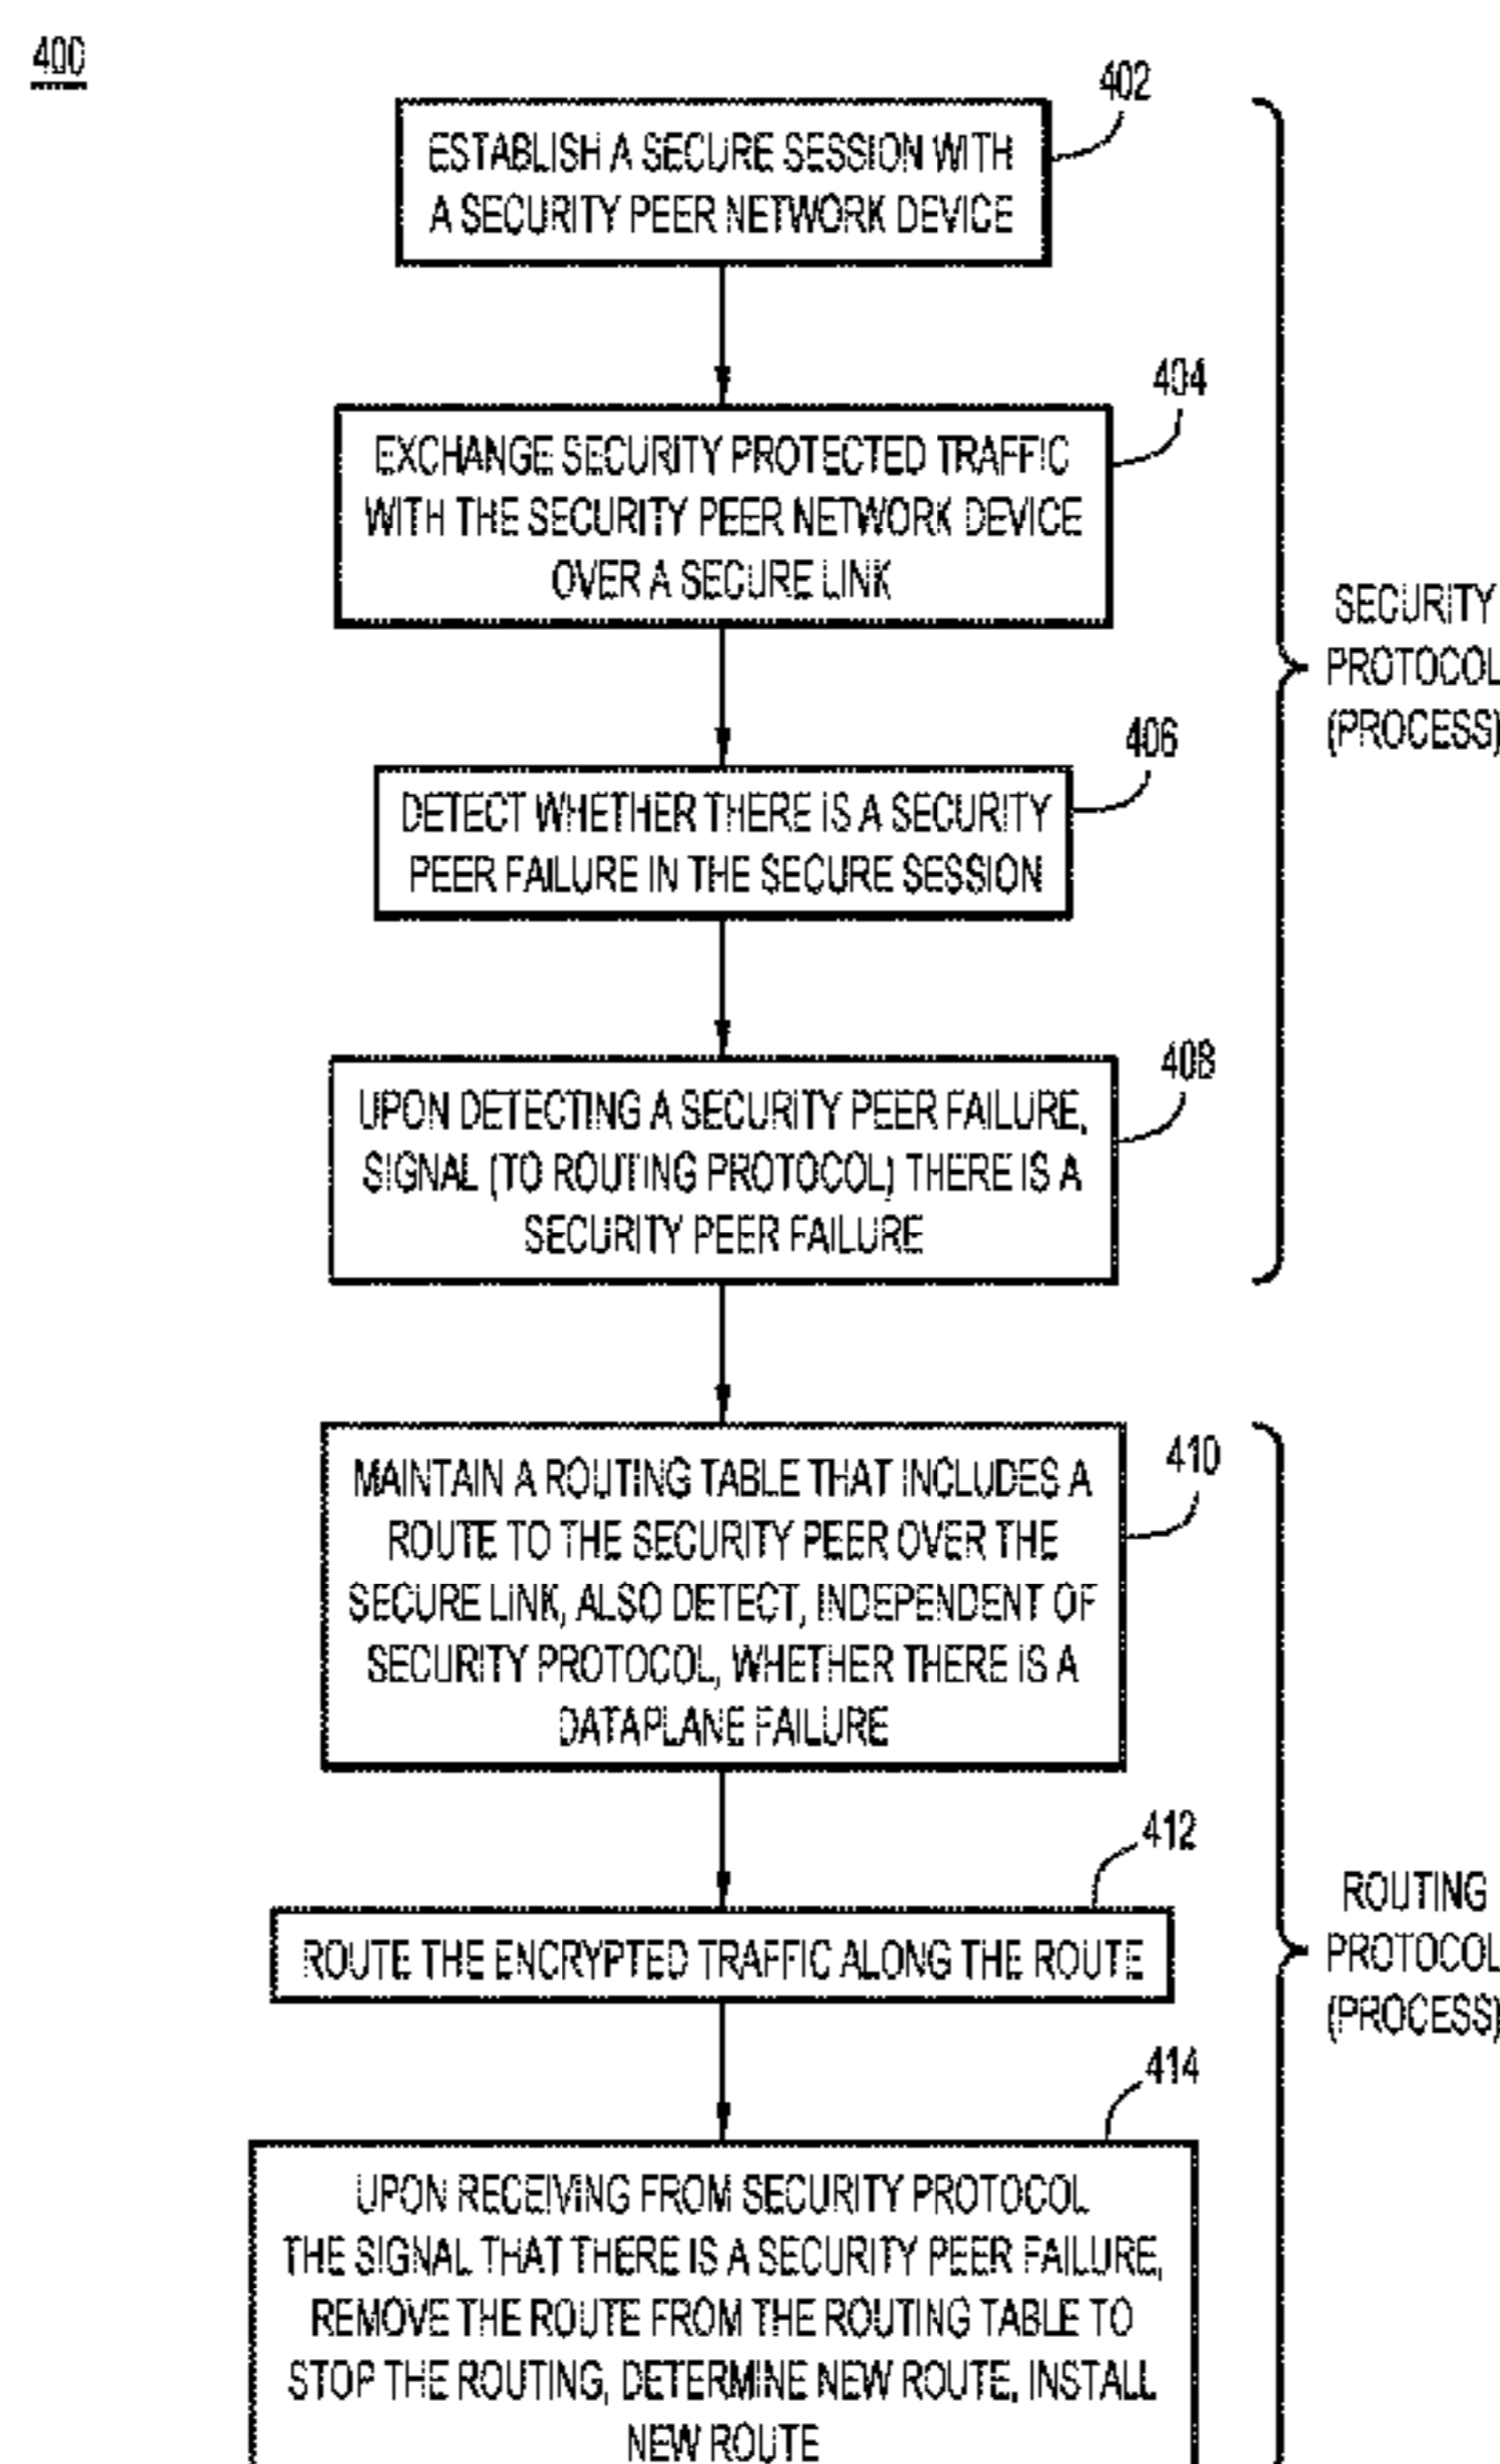 400
402
ESTABLISH A SECURE SESSION WITH
A SECURITY PEER NETWORK DEVICE
404
EXCHANGE SECURITY PROTECTED TRAFFIC
WITH THE SECURITY PEER NETWORK DEVICE
OVER A SECURE LINK
SECURITY
PROTOCOL
(PROCESS)
406
DETECT WHETHER THERE IS A SECURITY
PEER FAILURE IN THE SECURE SESSION
408
UPON DETECTING A SECURITY PEER FAILURE,
SIGNAL (TO ROUTING PROTOCOL) THERE IS A
SECURITY PEER FAILURE
410
MAINTAIN A ROUTING TABLE THAT INCLUDES A
ROUTE TO THE SECURITY PEER OVER THE
SECURE LINK, ALSO DETECT, INDEPENDENT OF
SECURITY PROTOCOL, WHETHER THERE IS A
DATAPLANE FAILURE
412
ROUTE THE ENCRYPTED TRAFFIC ALONG THE ROUTE
ROUTING
PROTOCOL
(PROCESS)
414
UPON RECEIVING FROM SECURITY PROTOCOL
THE SIGNAL THAT THERE IS A SECURITY PEER FAILURE,
REMOVE THE ROUTE FROM THE ROUTING TABLE TO
STOP THE ROUTING, DETERMINE NEW ROUTE, INSTALL
NEW ROUTE